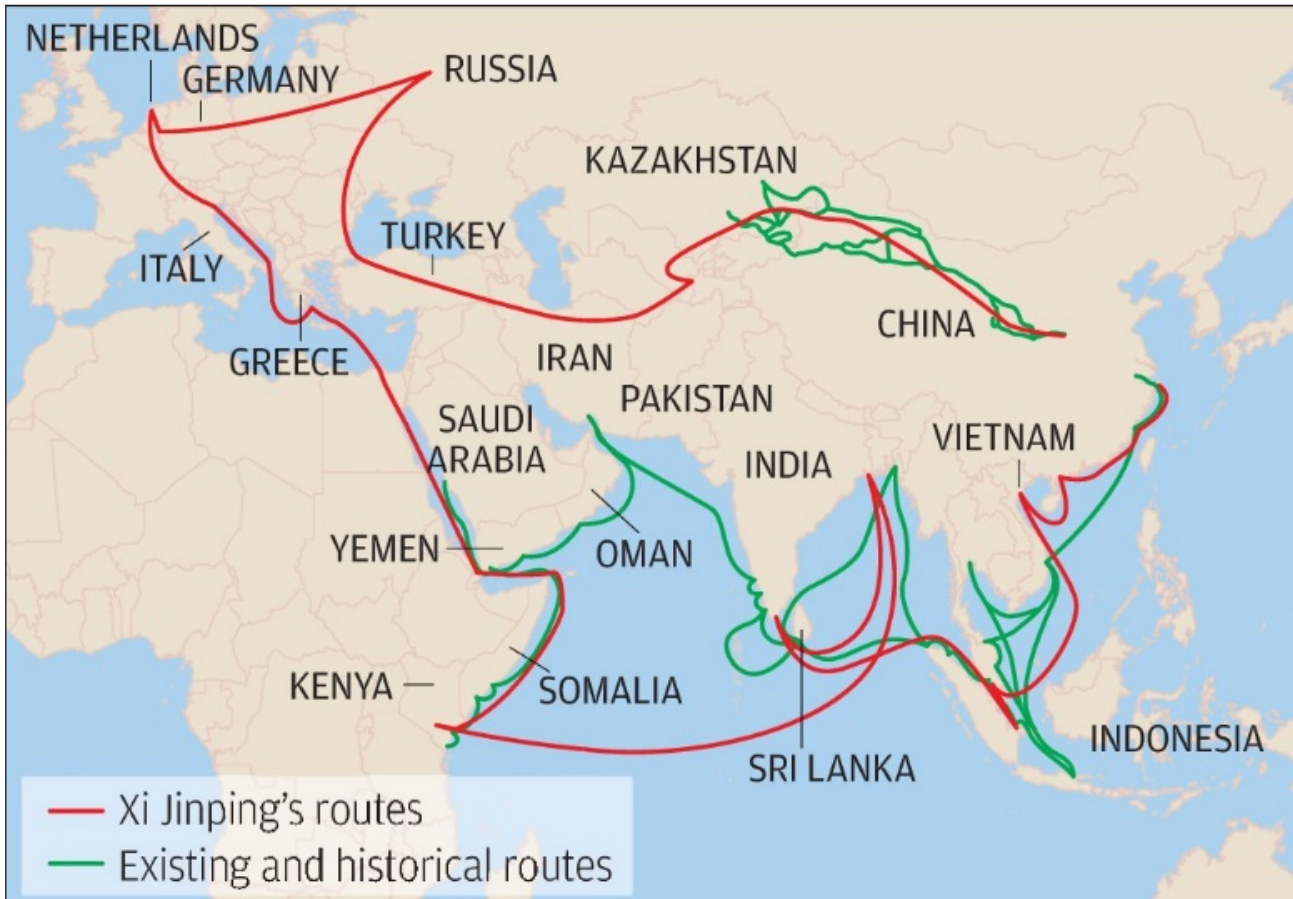 NETHERLANDS
GERMANY
RUSSIA
KAZAKHSTAN
TURKEY
ITALY
CHINA
GREECE
IRAN
PAKISTAN
SAUDI
ARABIA
VIETNAM
INDIA
YEMEN
OMAN
KENYA
SOMALIA
INDONESIA
SRI LANKA
Xi Jinping's routes
Existing and historical routes